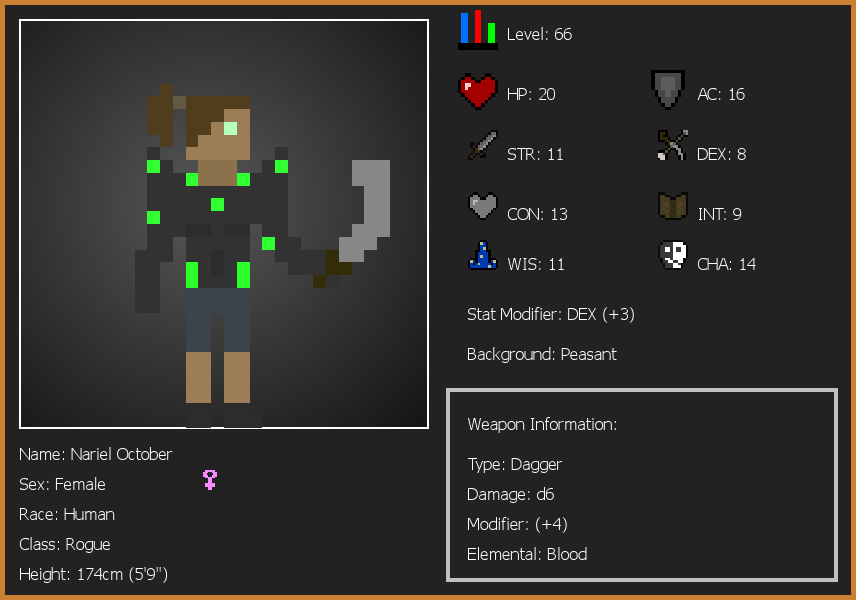 Level: 66
HP: 20
AC: 16
STR: 11
DEX: 8
CON: 13
INT: 9
WIS: 11
CHA: 14
Stat Modifier: DEX (+3)
Background: Peasant
Weapon Information:
Type: Dagger
Damage: d6
Modifier: (+4)
Elemental: Blood
Name: Nariel October
Sex: Female
Race: Human
Class: Rogue
Height: 174cm (5'9")